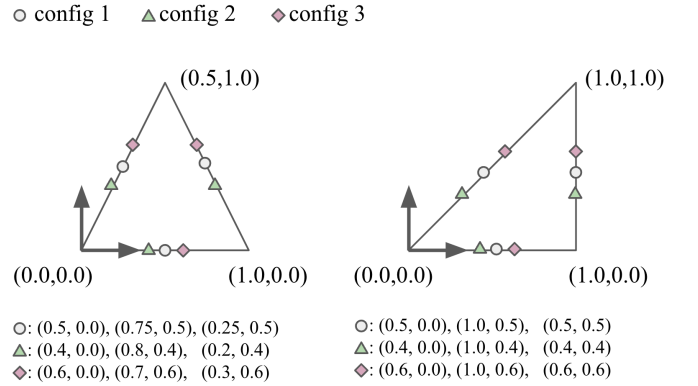 config 1 config 2 config 3
(0.5,1.0) (1.0,1.0)
(0.0,0.0) (1.0,0.0) (0.0,0.0) (1.0,0.0)
: (0.5, 0.0), (0.75, 0.5), (0.25, 0.5)
: (0.4, 0.0), (0.8, 0.4), (0.2, 0.4)
: (0.6, 0.0), (0.7, 0.6), (0.3, 0.6)
: (0.5, 0.0), (1.0, 0.5), (0.5, 0.5)
: (0.4, 0.0), (1.0, 0.4), (0.4, 0.4)
: (0.6, 0.0), (1.0, 0.6), (0.6, 0.6)